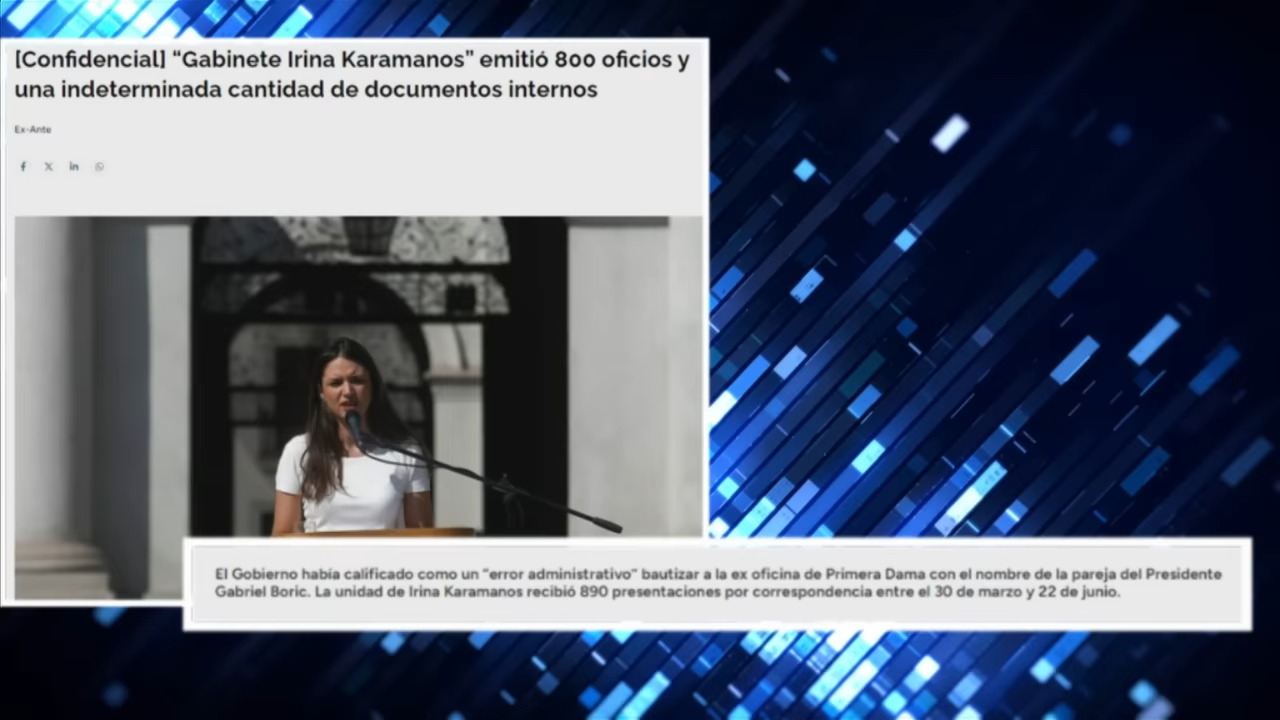 [Confidencial] “Gabinete Irina Karamanos” emitió 800 oficios y
una indeterminada cantidad de documentos internos
Ex-Ante
El Gobierno había calificado como un “error administrativo” bautizar a la ex oficina de Primera Dama con el nombre de la pareja del Presidente
Gabriel Boric. La unidad de Irina Karamanos recibió 890 presentaciones por correspondencia entre el 30 de marzo y 22 de junio.